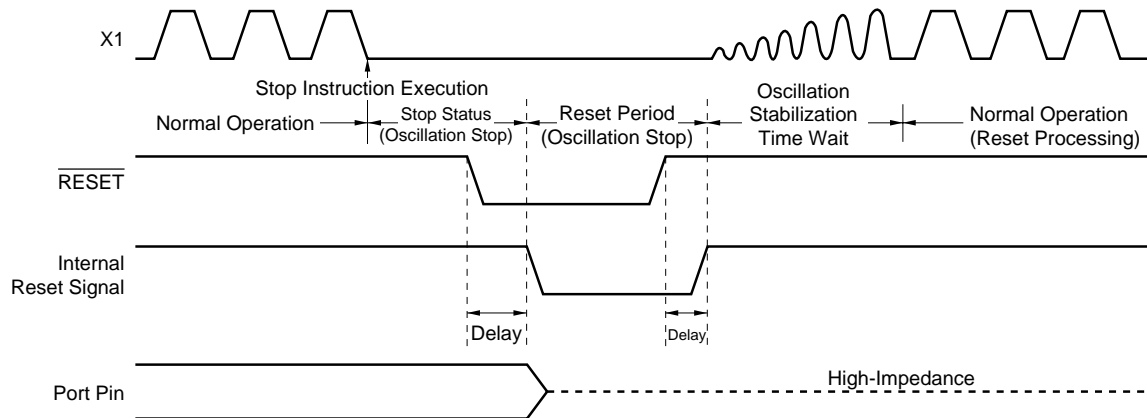 X1
Stop Instruction Execution
Normal Operation
Stop Status
(Oscillation Stop)
Reset Period
(Oscillation Stop)
Oscillation
Stabilization
Time Wait
Normal Operation
(Reset Processing)
RESET
Internal
Reset Signal
Delay
Delay
Port Pin
High-Impedance